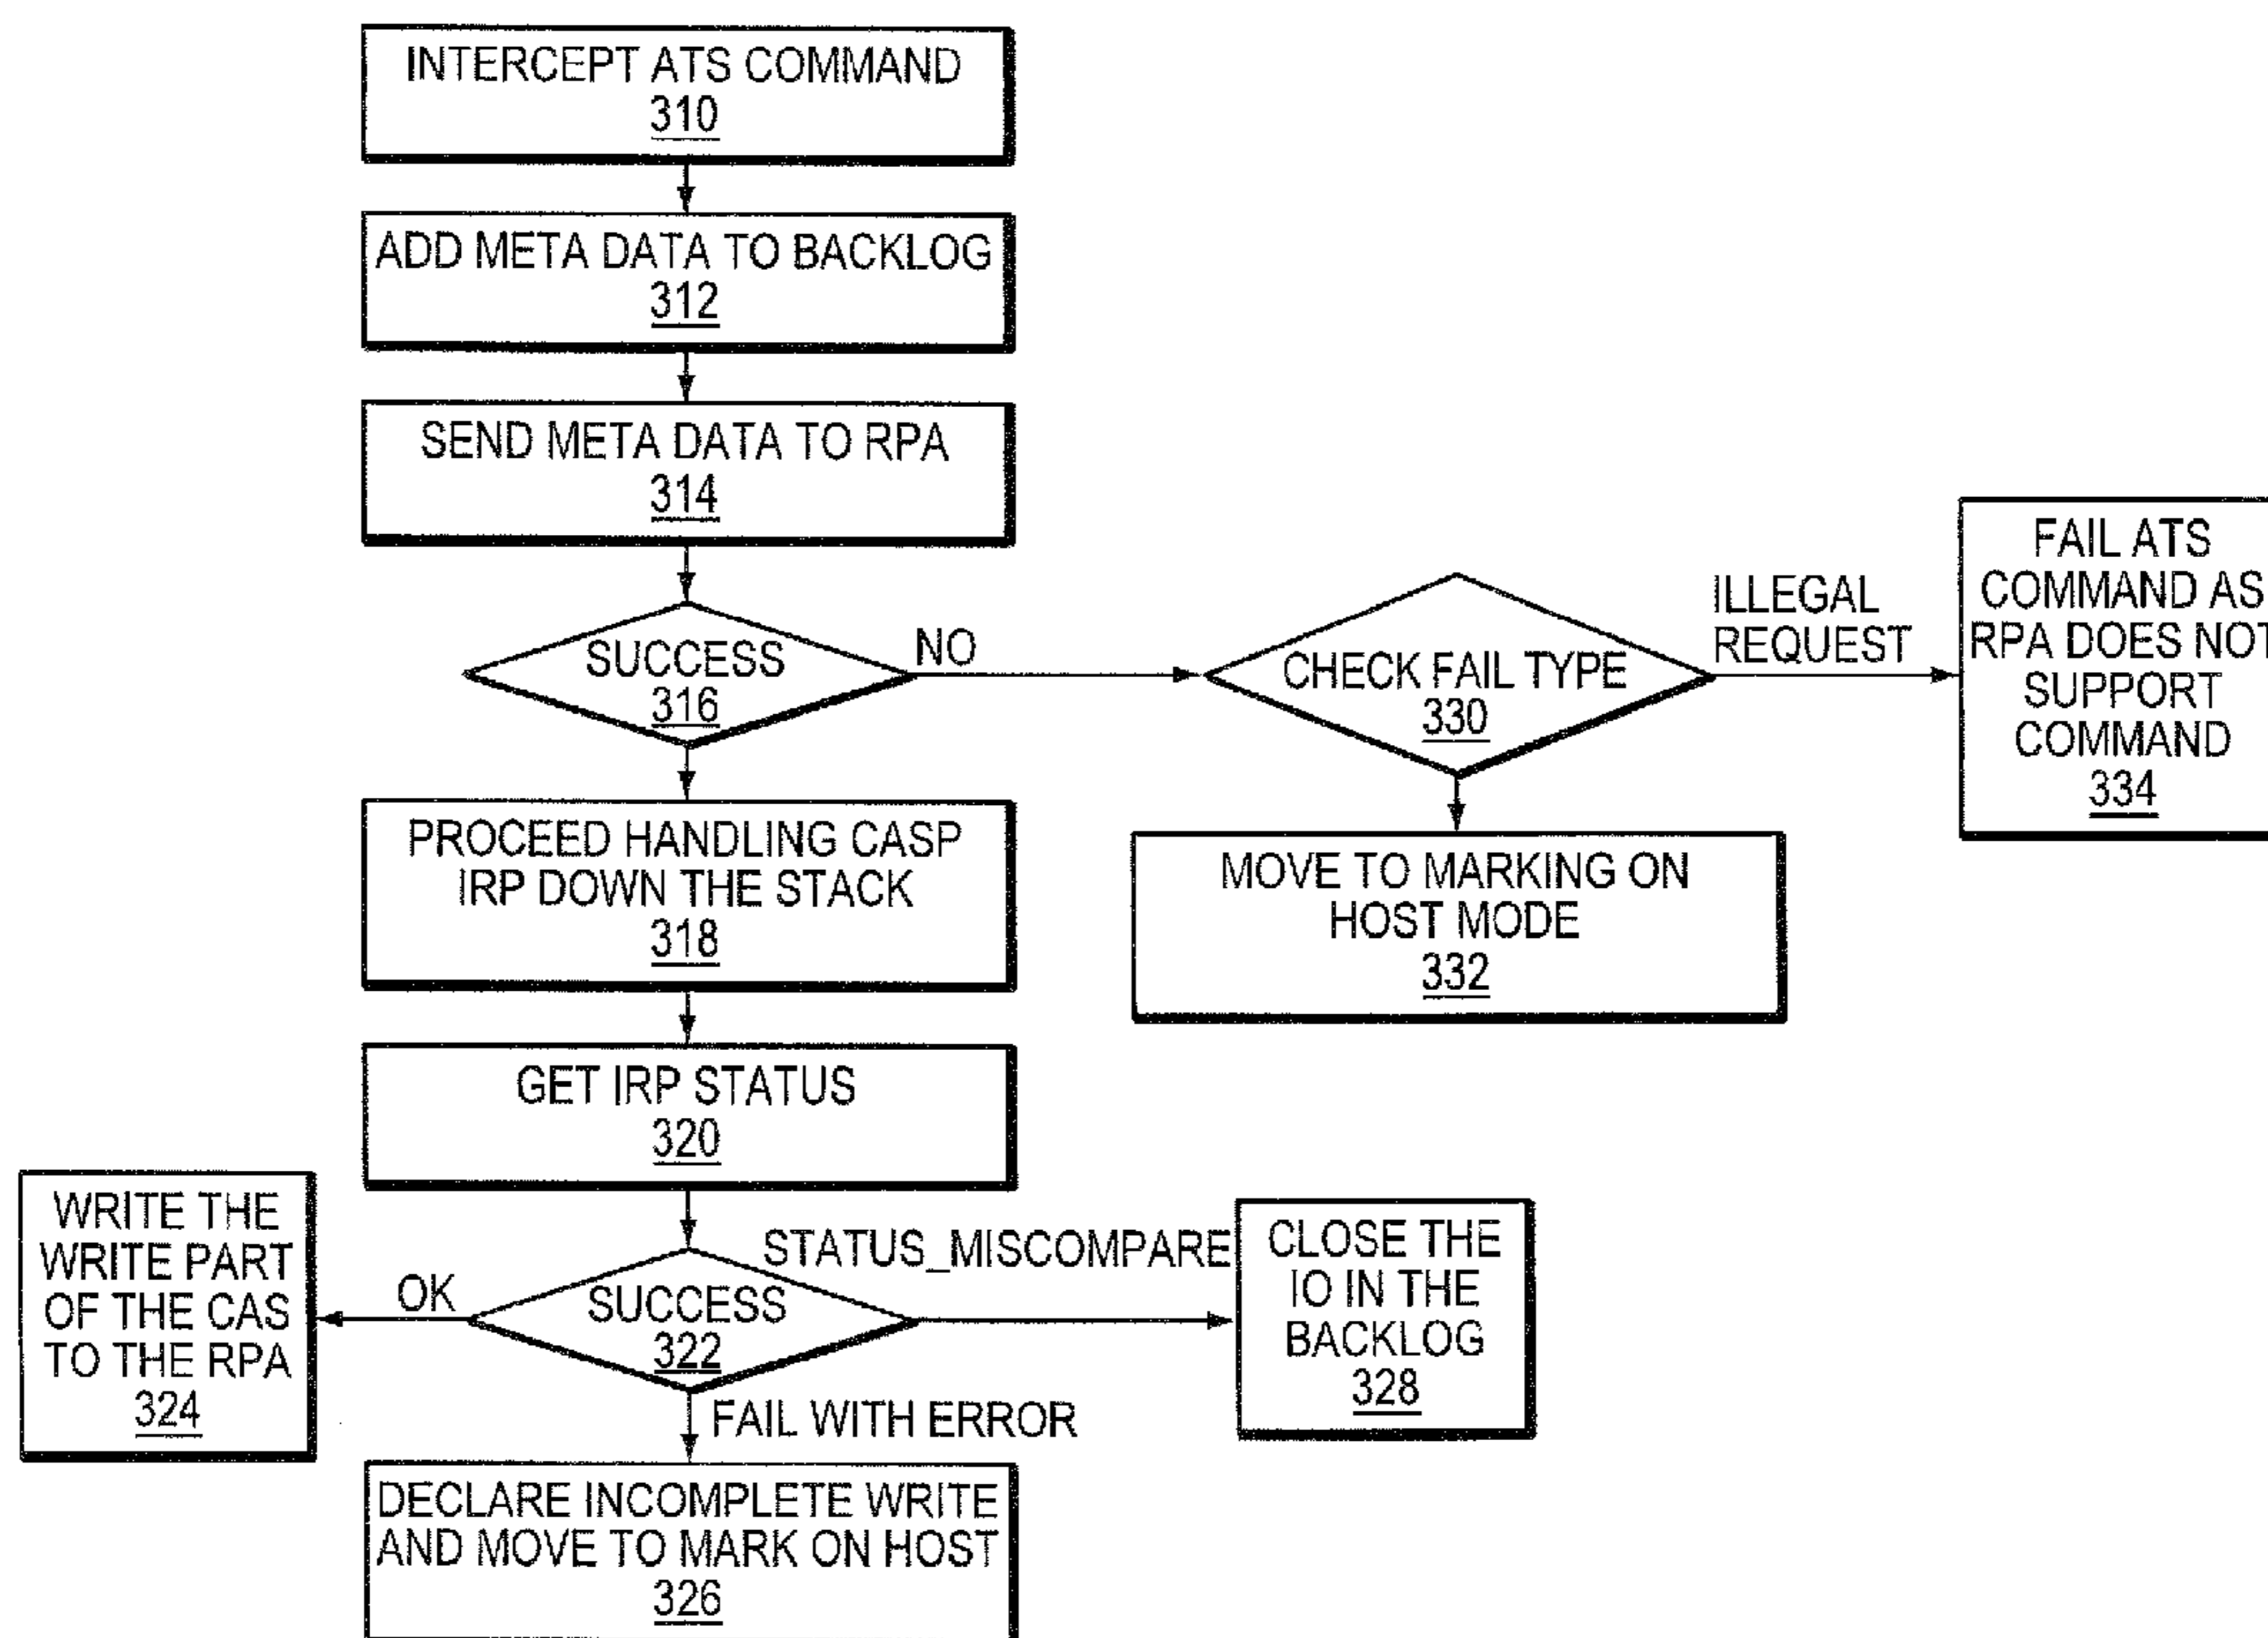 INTERCEPT ATS COMMAND
310
ADD META DATA TO BACKLOG
312
SEND META DATA TO RPA
314
SUCCESS
316
NO
CHECK FAIL TYPE
330
ILLEGAL
REQUEST
FAIL ATS
COMMAND AS
RPA DOES NOT
SUPPORT
COMMAND
334
PROCEED HANDLING CASP
IRP DOWN THE STACK
318
MOVE TO MARKING ON
HOST MODE
332
GET IRP STATUS
320
WRITE THE
WRITE PART
OF THE CAS
TO THE RPA
324
OK
SUCCESS
322
STATUS_MISCOMPARE
CLOSE THE
IO IN THE
BACKLOG
328
FAIL WITH ERROR
DECLARE INCOMPLETE WRITE
AND MOVE TO MARK ON HOST
326